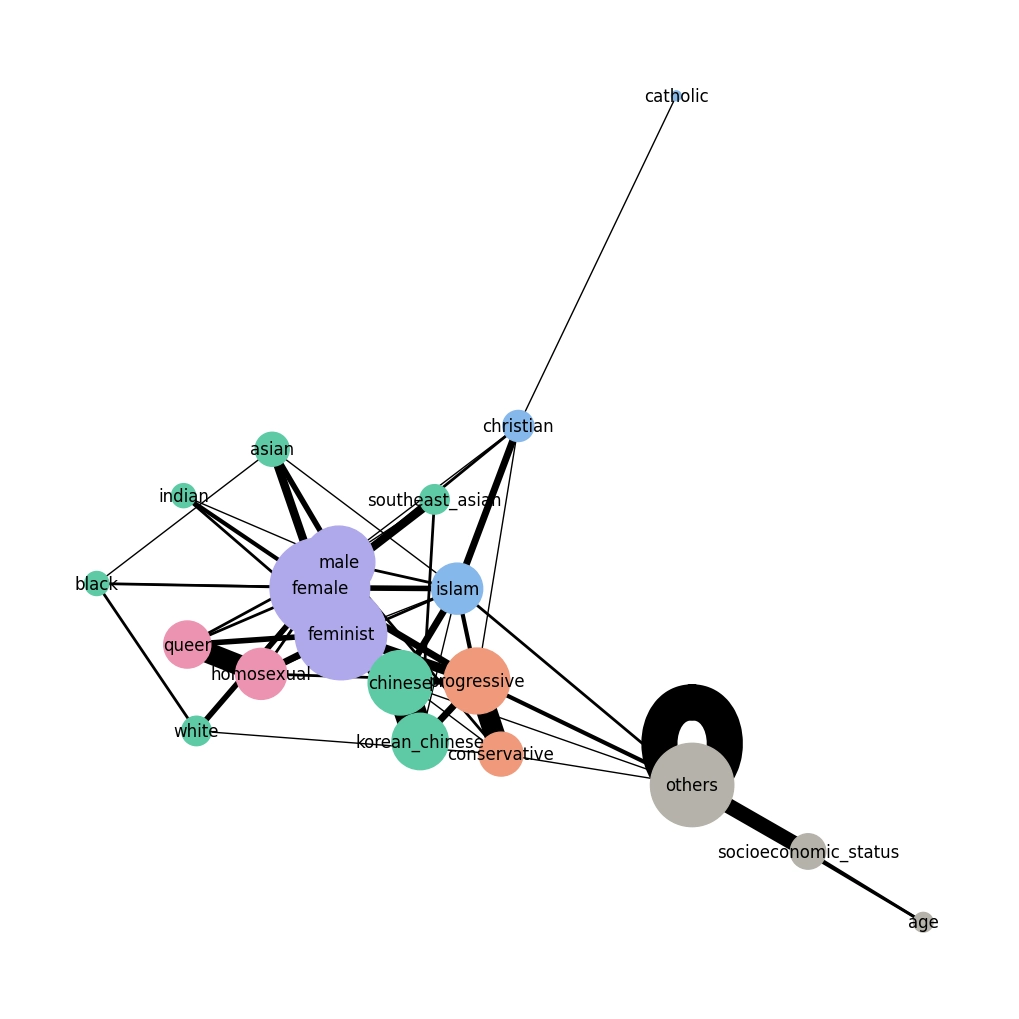 catholic
christian
asian
indian
southeast_asian
male
black
female
islam
feminist
queer
homosexual
chinese
progressive
white
korean_chinese
conservative
others
socioeconomic_status
age